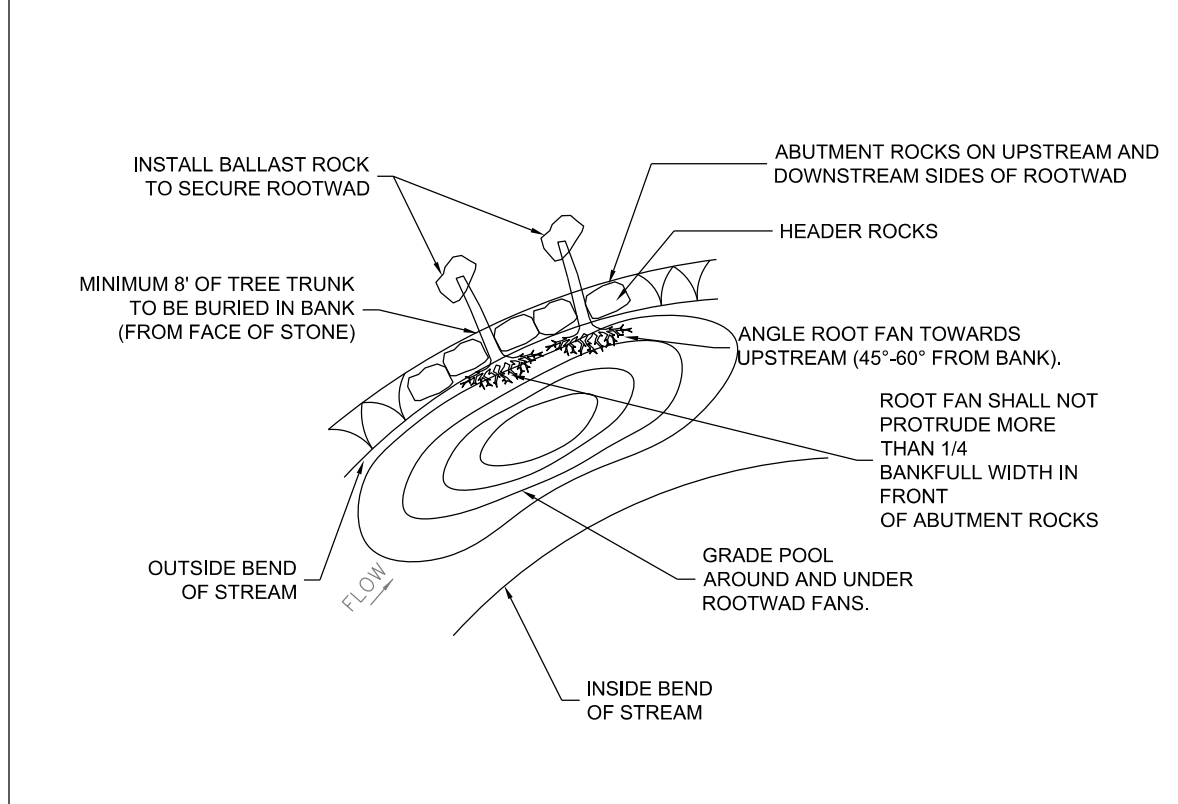 INSTALL BALLAST ROCK
TO SECURE ROOTWAD
ABUTMENT ROCKS ON UPSTREAM AND
DOWNSTREAM SIDES OF ROOTWAD
HEADER ROCKS
MINIMUM 8' OF TREE TRUNK
TO BE BURIED IN BANK
(FROM FACE OF STONE)
ANGLE ROOT FAN TOWARDS
UPSTREAM (45°-60° FROM BANK).
ROOT FAN SHALL NOT
PROTRUDE MORE
THAN 1/4
BANKFULL WIDTH IN
FRONT
OF ABUTMENT ROCKS
OUTSIDE BEND
OF STREAM
FLOW
GRADE POOL
AROUND AND UNDER
ROOTWAD FANS.
INSIDE BEND
OF STREAM